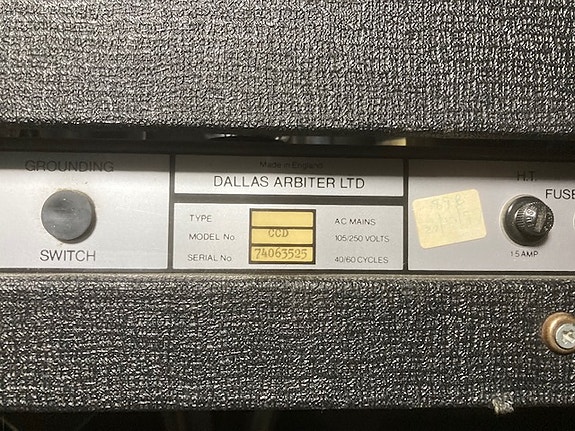 GROUNDING
SWITCH
Made in England
DALLAS ARBITER LTD
TYPE
MODEL No CCD
SERIAL No 74063525
AC MAINS
105/250 VOLTS
40/60 CYCLES
H.T.
FUSE
1.5 AMP